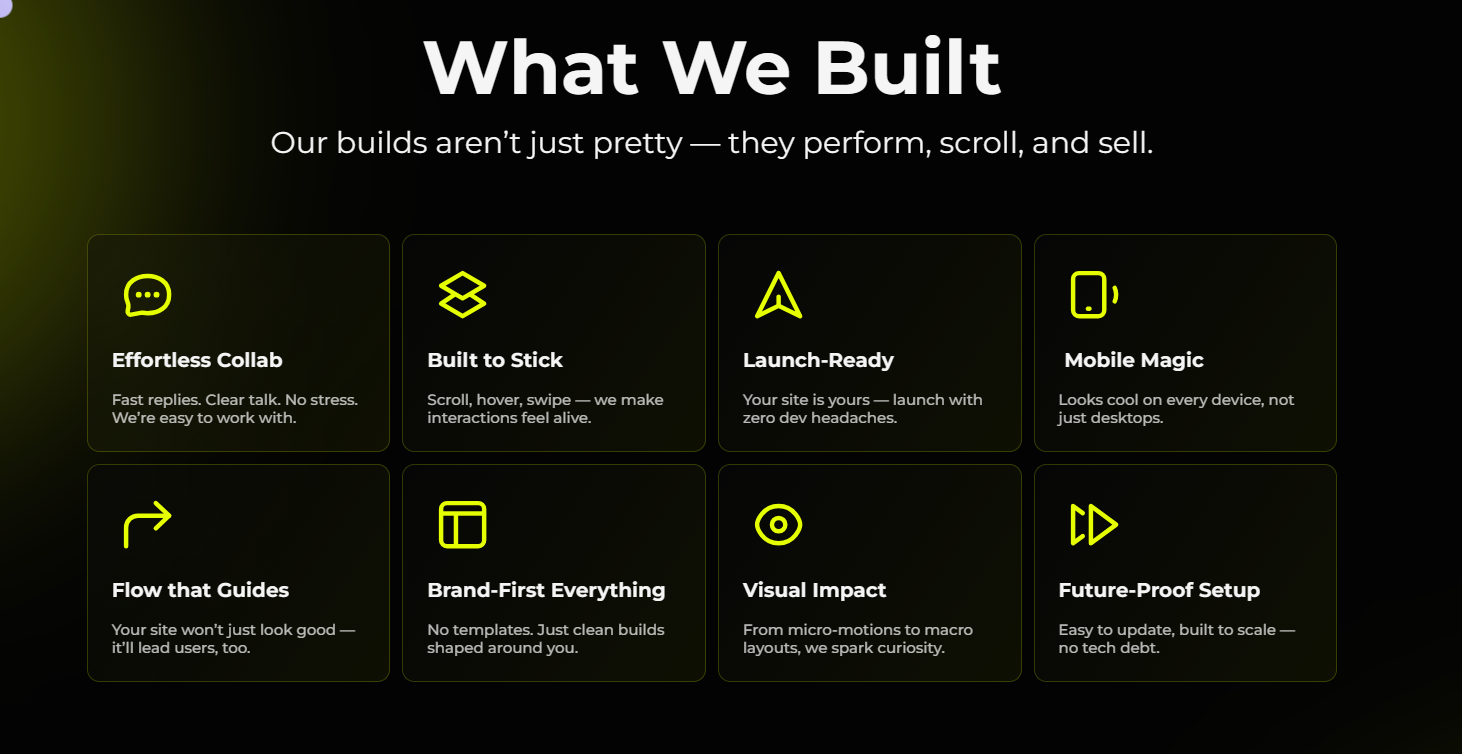 What We Built
Our builds aren’t just pretty — they perform, scroll, and sell.
Effortless Collab
Fast replies. Clear talk. No stress.
We’re easy to work with.
Built to Stick
Scroll, hover, swipe — we make
interactions feel alive.
Launch-Ready
Your site is yours — launch with
zero dev headaches.
Mobile Magic
Looks cool on every device, not
just desktops.
Flow that Guides
Your site won’t just look good —
it’ll lead users, too.
Brand-First Everything
No templates. Just clean builds
shaped around you.
Visual Impact
From micro-motions to macro
layouts, we spark curiosity.
Future-Proof Setup
Easy to update, built to scale —
no tech debt.